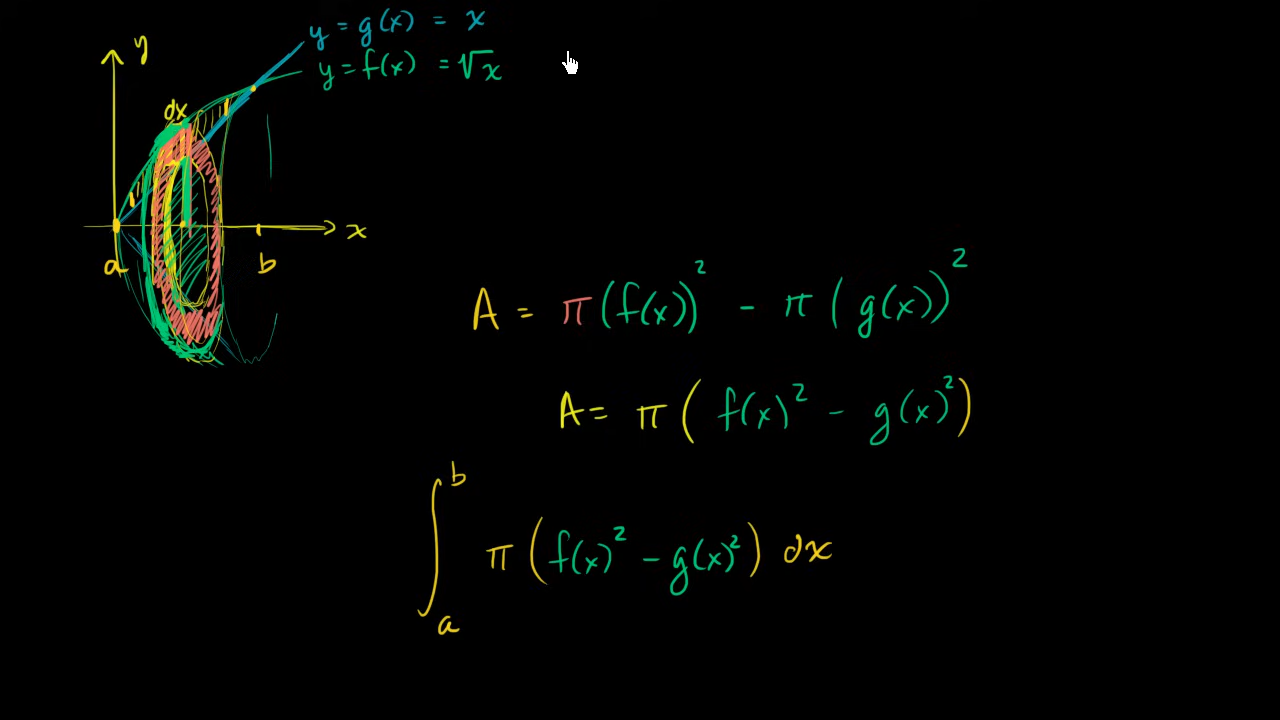 y = g(x) = x
y = f(x) = √x
y
dx
x
a
b
A = π(f(x))² - π(g(x))²
A = π(f(x)² - g(x)²)
∫ₐᵇ π(f(x)² - g(x)²) dx